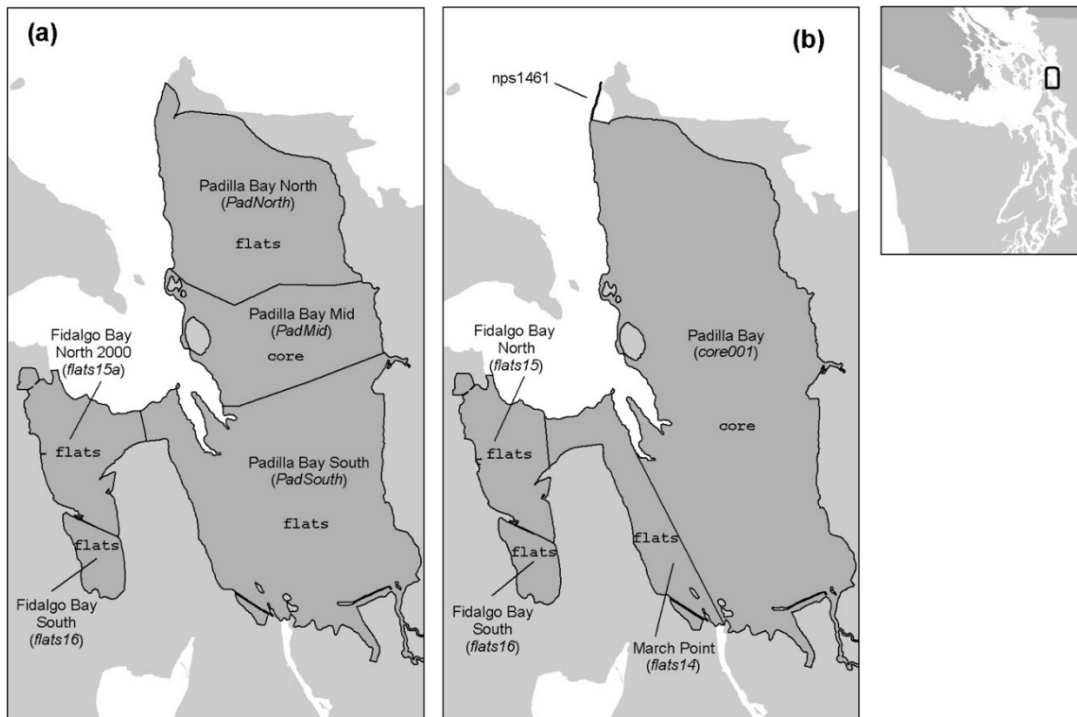 (a)
Padilla Bay North
(PadNorth)
flats
Padilla Bay Mid
(PadMid)
core
Fidalgo Bay
North 2000
(flats15a)
flats
Padilla Bay South
(PadSouth)
flats
flats
Fidalgo Bay
South
(flats16)
(b)
nps1461
Fidalgo Bay
North
(flats15)
Padilla Bay
(core001)
core
flats
flats
flats
Fidalgo Bay
South
(flats16)
March Point
(flats14)